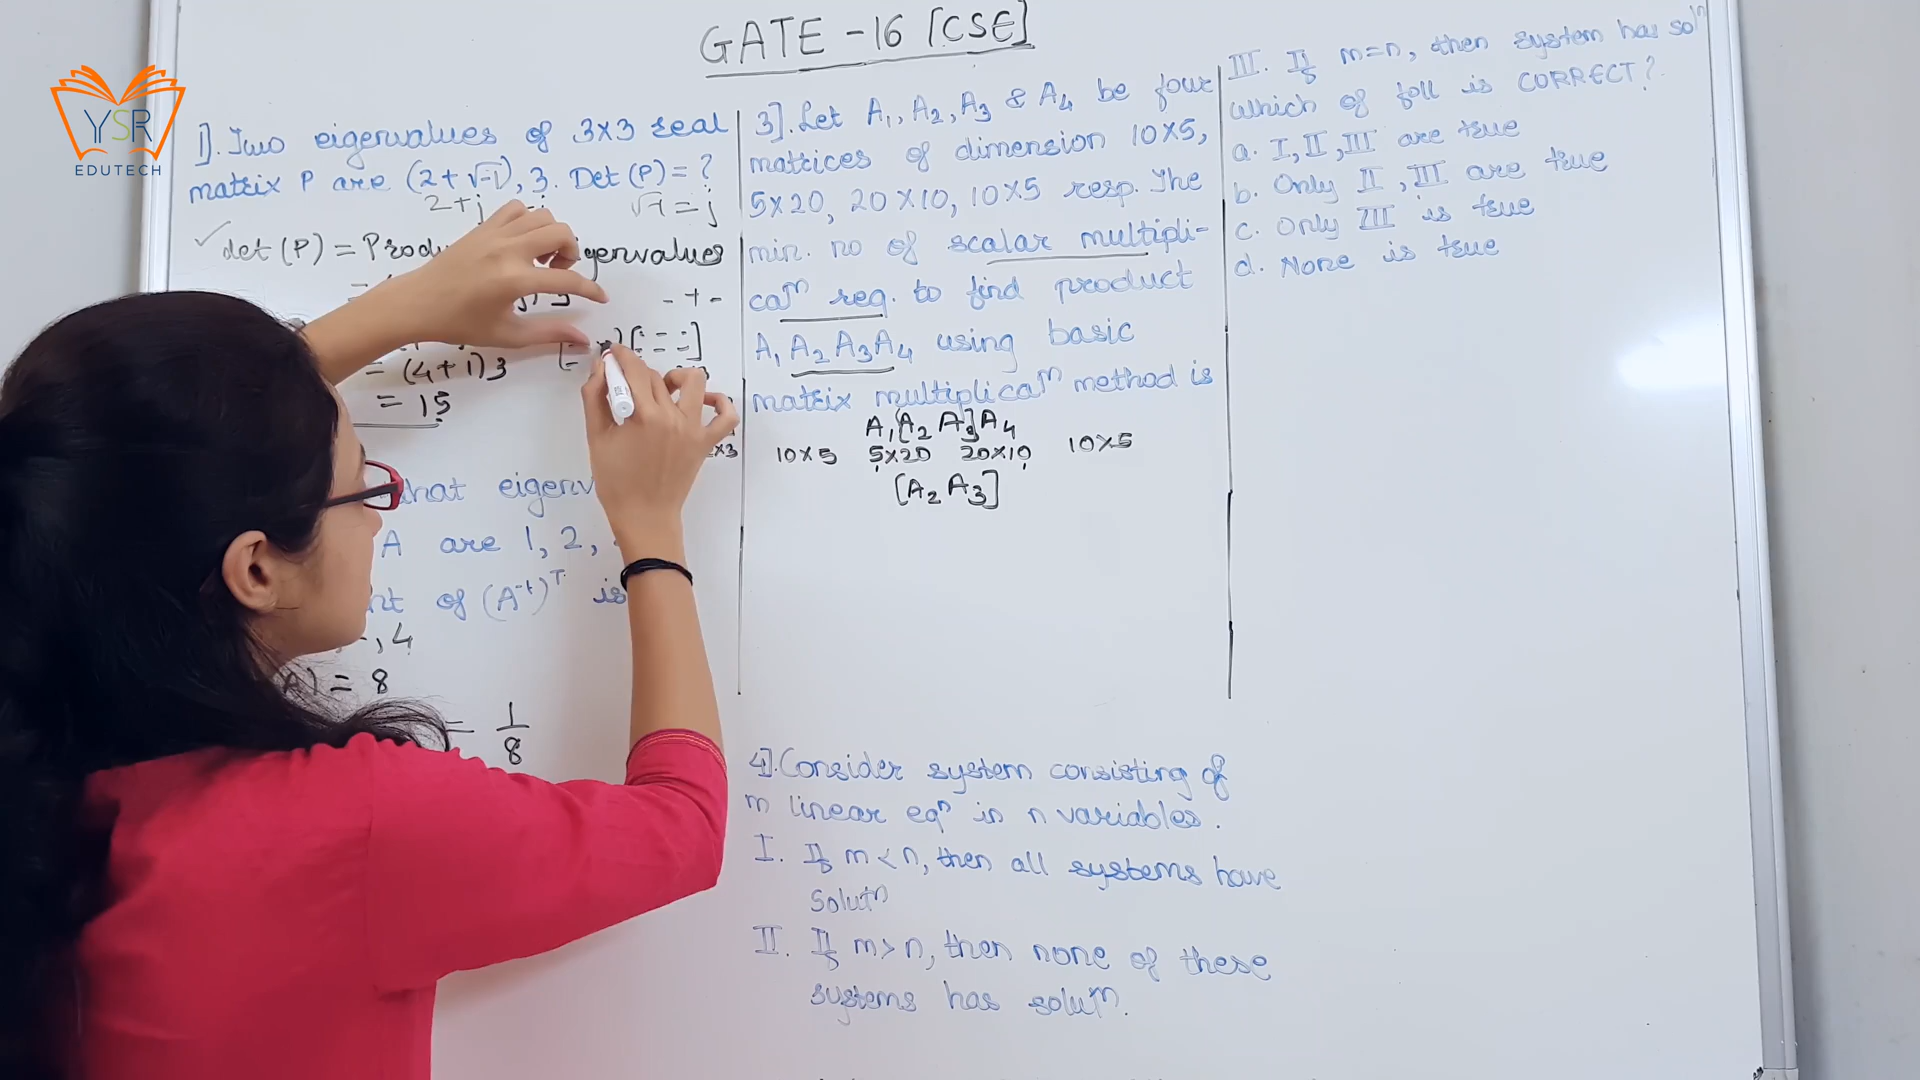 GATE -16 [CSE]
YSR
EDUTECH
1]. Two eigenvalues of 3x3 real
matrix P are (2+√-1), 3. Det (P) = ?
2+j
√-1 = j
det (P) = eigenvalues
- + -
= (4+1)3
= 15
that
A are 1, 2,
of (A⁻¹)ᵀ is
, 4
= 8
= 1/8
3]. Let A₁, A₂, A₃ & A₄ be four
matrices of dimension 10x5,
5x20, 20x10, 10x5 resp. The
min. no of scalar multipli-
caⁿ req. to find product
A₁ A₂ A₃ A₄ using basic
matrix multiplicaⁿ method is
A₁[A₂ A₃]A₄
10x5 5x20 20x10 10x5
[A₂ A₃]
4]. Consider system consisting of
m linear eqⁿ in n variables.
I. If m < n, then all systems have
Solutⁿ
II. If m > n, then none of these
systems has solutⁿ.
III. If m=n, then system has solⁿ
Which of foll is CORRECT?
a. I, II, III are true
b. Only II, III are true
c. Only III is true
d. None is true